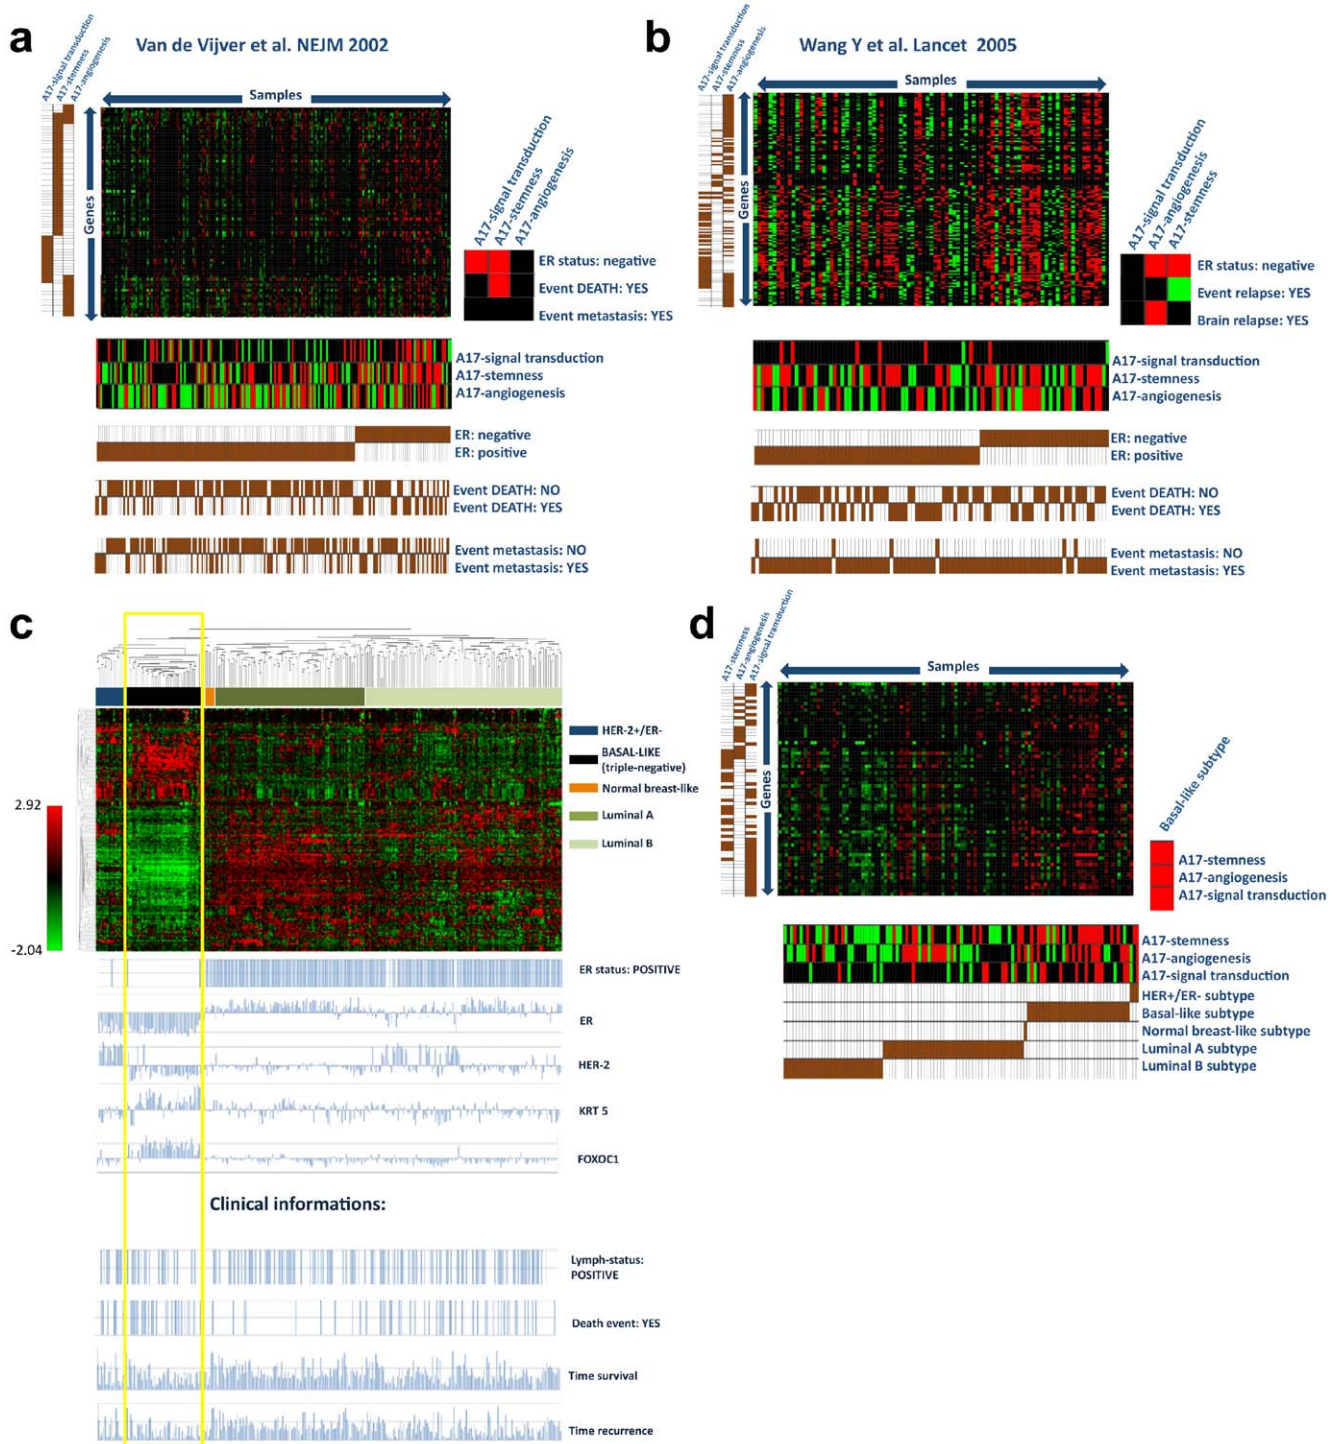 a
Van de Vijver et al. NEJM 2002
A17-signal transduction
A17-stemness
A17-angiogenesis
Samples
Genes
A17-signal transduction
A17-stemness
A17-angiogenesis
ER status: negative
Event DEATH: YES
Event metastasis: YES
A17-signal transduction
A17-stemness
A17-angiogenesis
ER: negative
ER: positive
Event DEATH: NO
Event DEATH: YES
Event metastasis: NO
Event metastasis: YES
b
Wang Y et al. Lancet 2005
A17-signal transduction
A17-stemness
A17-angiogenesis
Samples
Genes
A17-signal transduction
A17-angiogenesis
A17-stemness
ER status: negative
Event relapse: YES
Brain relapse: YES
A17-signal transduction
A17-stemness
A17-angiogenesis
ER: negative
ER: positive
Event DEATH: NO
Event DEATH: YES
Event metastasis: NO
Event metastasis: YES
c
HER-2+/ER-
BASAL-LIKE
(triple-negative)
Normal breast-like
Luminal A
Luminal B
2.92
-2.04
ER status: POSITIVE
ER
HER-2
KRT 5
FOXOC1
Clinical informations:
Lymph-status:
POSITIVE
Death event: YES
Time survival
Time recurrence
d
A17-stemness
A17-angiogenesis
A17-signal transduction
Samples
Genes
Basal-like subtype
A17-stemness
A17-angiogenesis
A17-signal transduction
A17-stemness
A17-angiogenesis
A17-signal transduction
HER+/ER- subtype
Basal-like subtype
Normal breast-like subtype
Luminal A subtype
Luminal B subtype